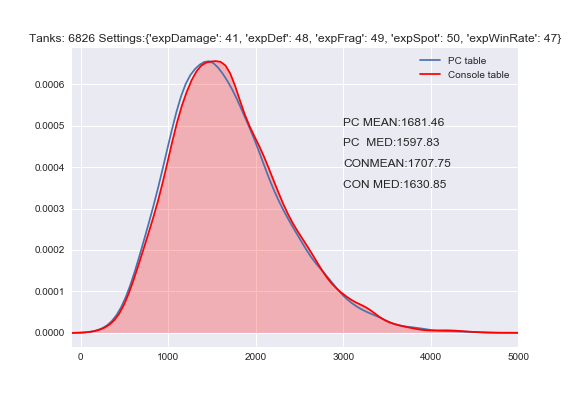 Tanks: 6826 Settings:{'expDamage': 41, 'expDef': 48, 'expFrag': 49, 'expSpot': 50, 'expWinRate': 47}
PC table
Console table
PC MEAN:1681.46
PC  MED:1597.83
CONMEAN:1707.75
CON MED:1630.85
0.0006
0.0005
0.0004
0.0003
0.0002
0.0001
0.0000
0 1000 2000 3000 4000 5000